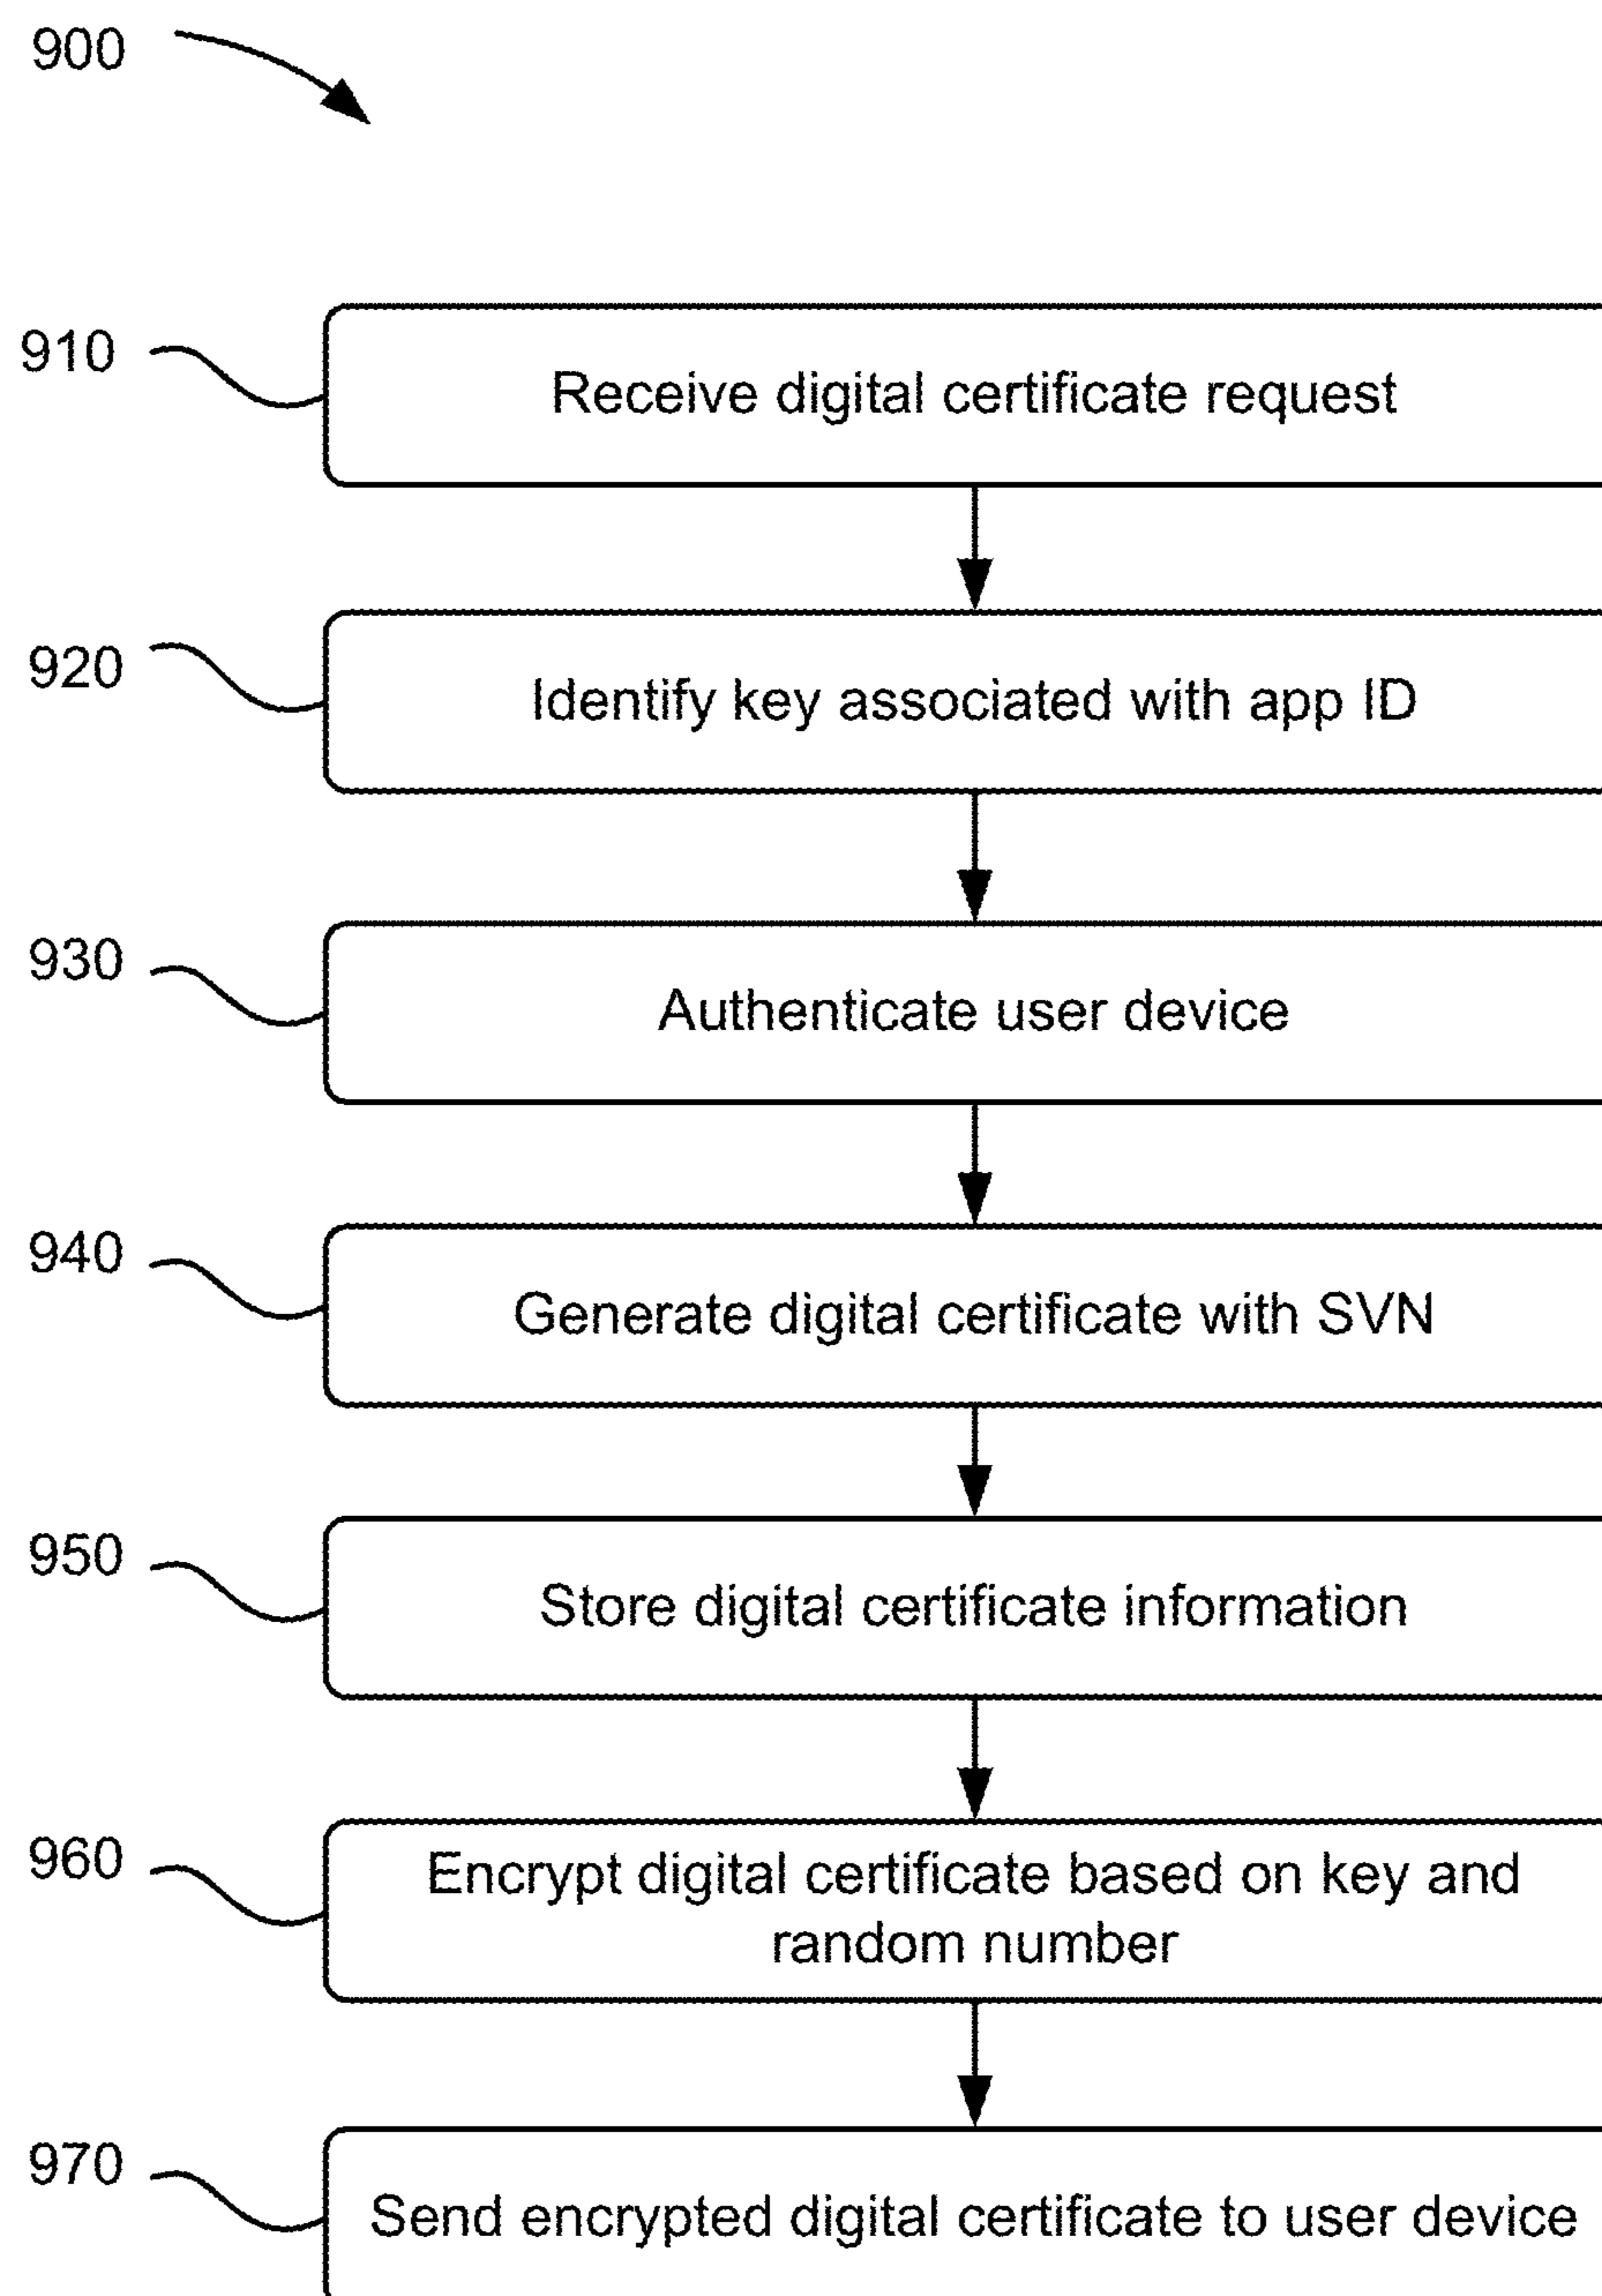 900
910
Receive digital certificate request
920
Identify key associated with app ID
930
Authenticate user device
940
Generate digital certificate with SVN
950
Store digital certificate information
960
Encrypt digital certificate based on key and
random number
970
Send encrypted digital certificate to user device